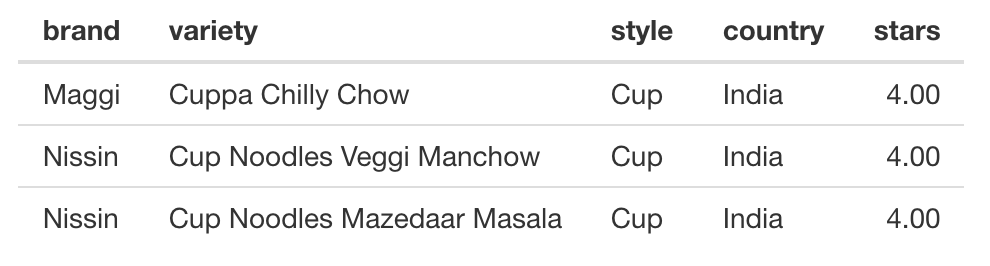 brand variety style country stars
Maggi Cuppa Chilly Chow Cup India 4.00
Nissin Cup Noodles Veggi Manchow Cup India 4.00
Nissin Cup Noodles Mazedaar Masala Cup India 4.00